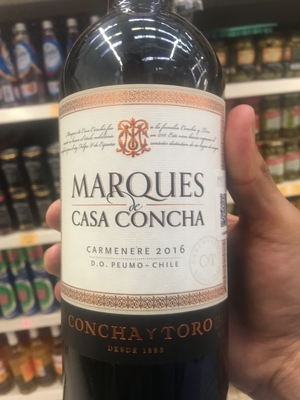 MARQUES
de
CASA CONCHA
CARMENERE 2016
D.O. PEUMO-CHILE
CONCHA Y TORO
DESDE 1883